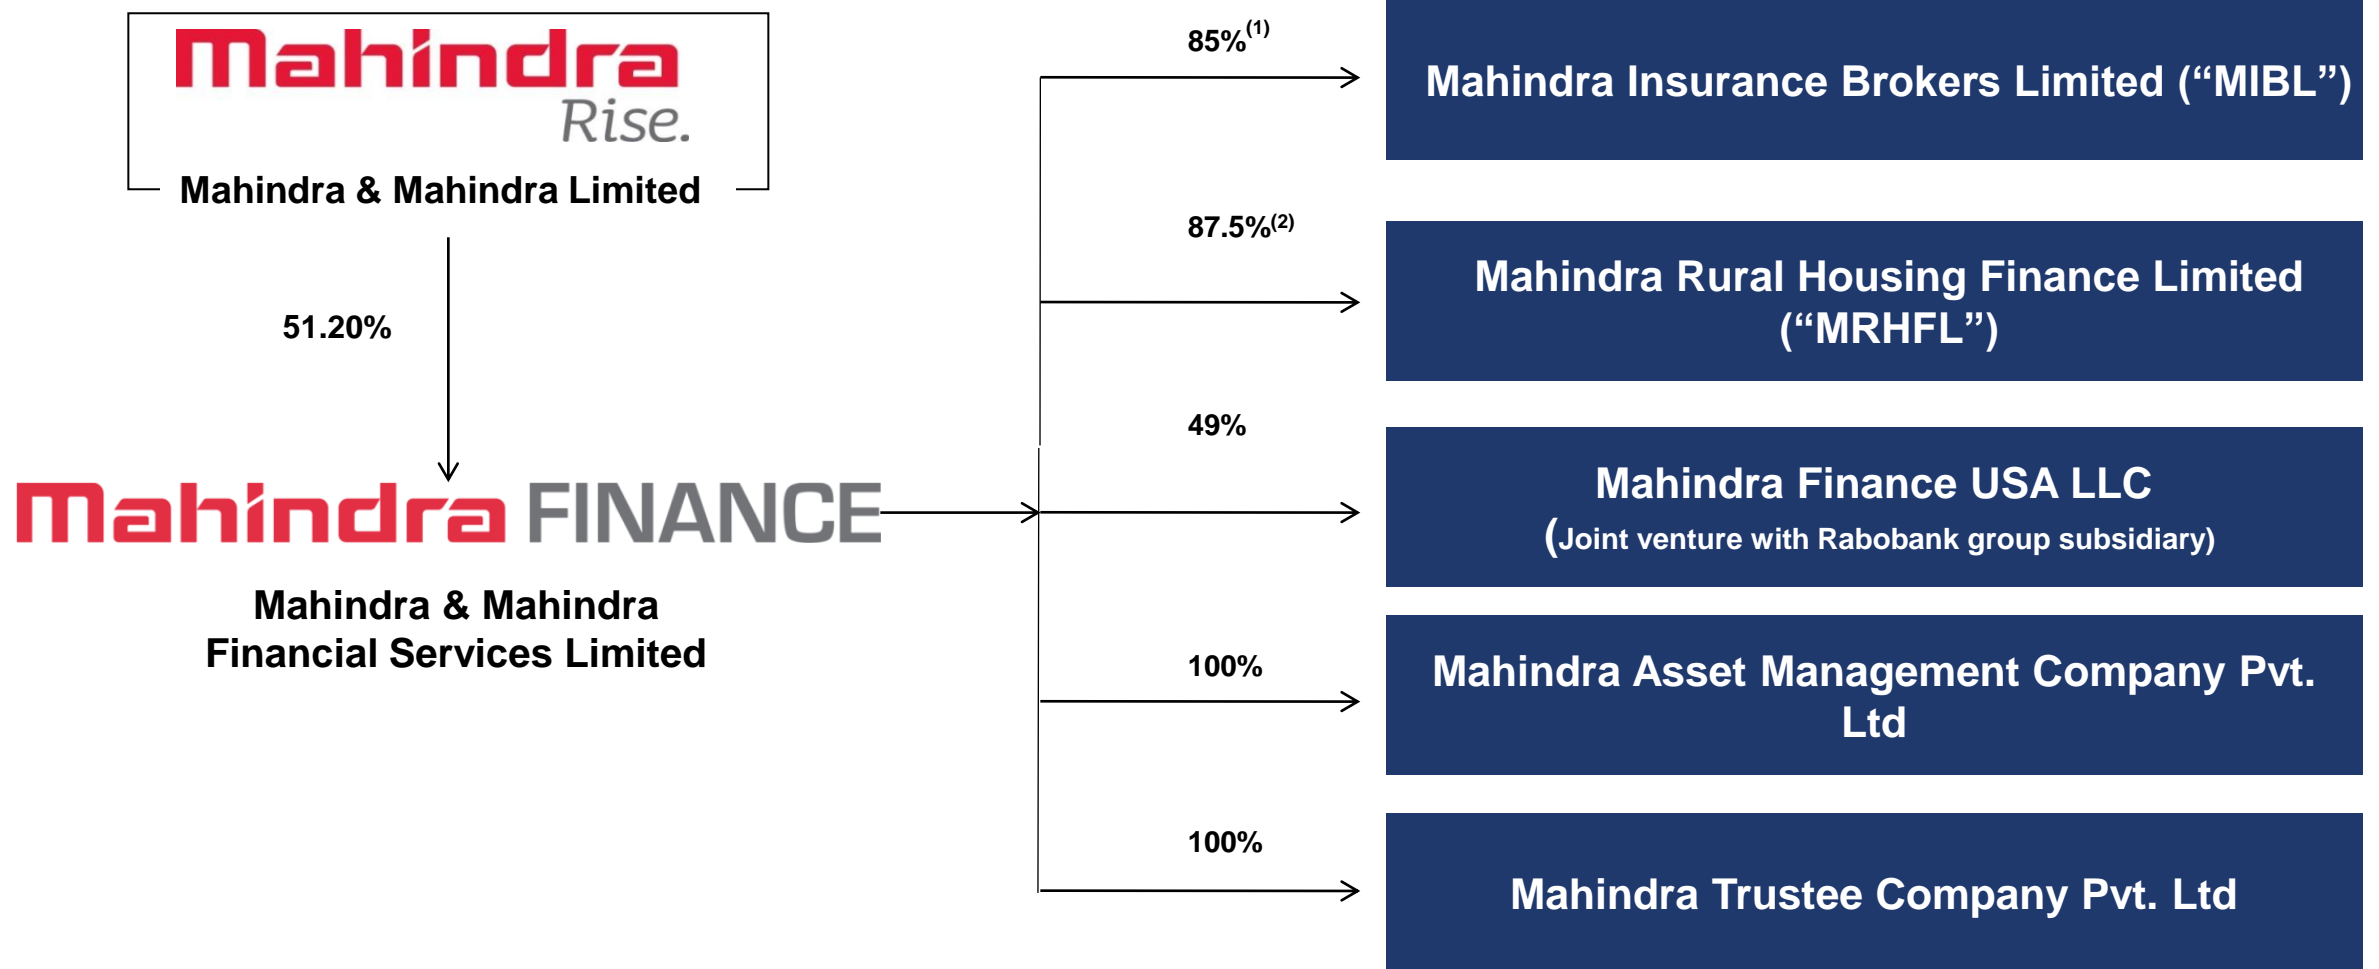 Mahindra
Rise.
Mahindra & Mahindra Limited
51.20%
Mahindra FINANCE
Mahindra & Mahindra
Financial Services Limited
85%(1)
Mahindra Insurance Brokers Limited (“MIBL”)
87.5%(2)
Mahindra Rural Housing Finance Limited
(“MRHFL”)
49%
Mahindra Finance USA LLC
(Joint venture with Rabobank group subsidiary)
100%
Mahindra Asset Management Company Pvt.
Ltd
100%
Mahindra Trustee Company Pvt. Ltd